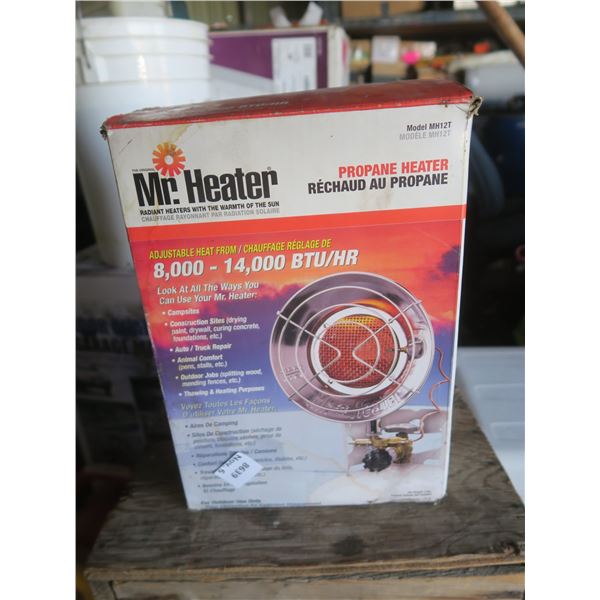 Model MH12T
MODÈLE MH12T
THE ORIGINAL
Mr. Heater®
RADIANT HEATERS WITH THE WARMTH OF THE SUN
CHAUFFAGE RAYONNANT PAR RADIATION SOLAIRE
PROPANE HEATER
RÉCHAUD AU PROPANE
ADJUSTABLE HEAT FROM / CHAUFFAGE RÉGLAGE DE
8,000 - 14,000 BTU/HR
Look At All The Ways You
Can Use Your Mr. Heater:
• Campsites
• Construction Sites (drying
paint, drywall, curing concrete,
foundations, etc.)
• Auto / Truck Repair
• Animal Comfort
(pens, stalls, etc.)
• Outdoor Jobs (splitting wood,
mending fences, etc.)
• Thawing & Heating Purposes
Voyez Toutes Les Façons
D'utiliser Votre Mr. Heater
• Aires De Camping
• Sites De Construction (séchage de
8639
Nov 6
For Outdoor Use Only